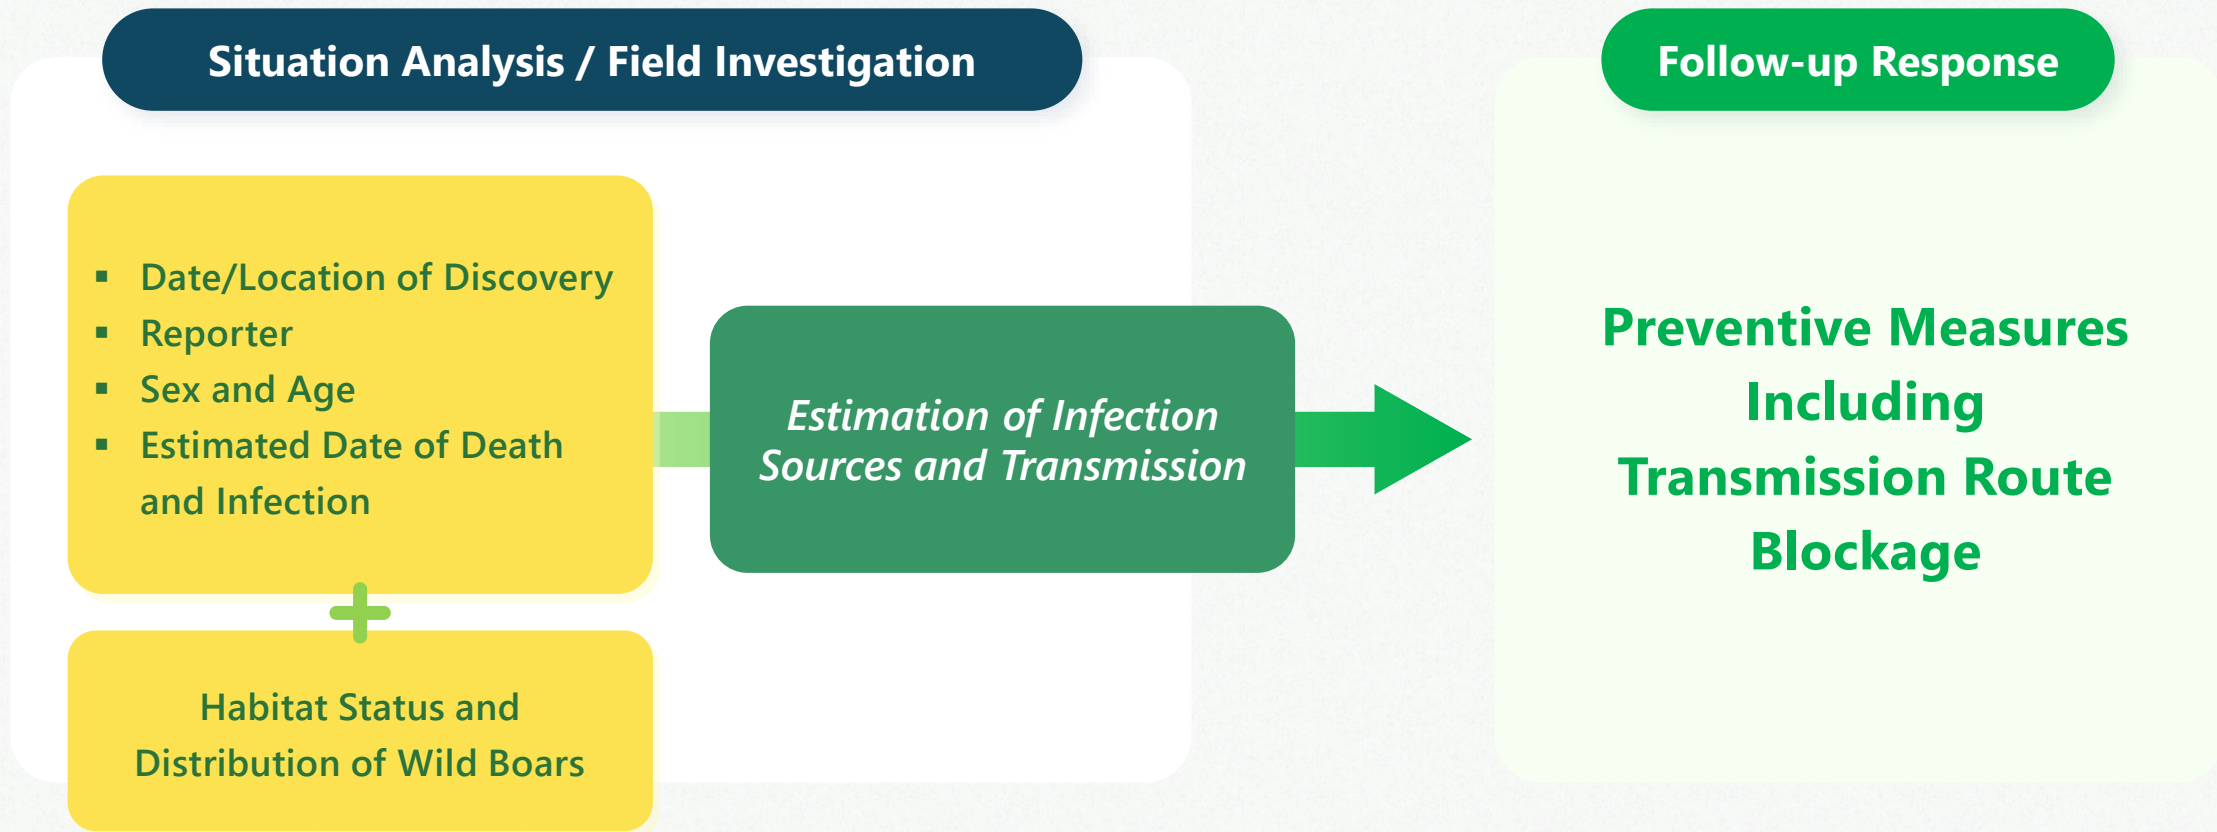 Situation Analysis / Field Investigation
▪ Date/Location of Discovery
▪ Reporter
▪ Sex and Age
▪ Estimated Date of Death
and Infection
+
Habitat Status and
Distribution of Wild Boars
Estimation of Infection
Sources and Transmission
Follow-up Response
Preventive Measures
Including
Transmission Route
Blockage